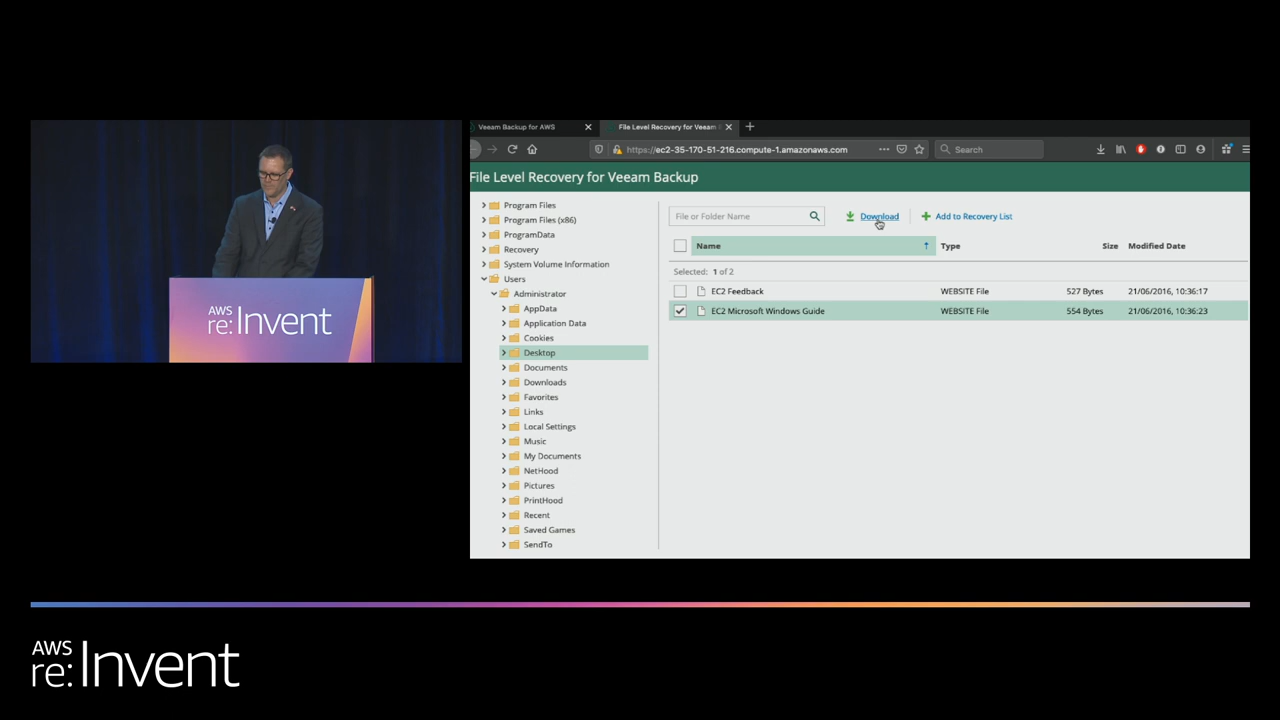 AWS
re:Invent
Veeam Backup for AWS
File Level Recovery for Veeam
https://ec2-35-170-51-216.compute-1.amazonaws.com
Search
File Level Recovery for Veeam Backup
Program Files
Program Files (x86)
ProgramData
Recovery
System Volume Information
Users
Administrator
AppData
Application Data
Cookies
Desktop
Documents
Downloads
Favorites
Links
Local Settings
Music
My Documents
NetHood
Pictures
PrintHood
Recent
Saved Games
SendTo
File or Folder Name
Download
Add to Recovery List
Name Type Size Modified Date
Selected: 1 of 2
EC2 Feedback WEBSITE File 527 Bytes 21/06/2016, 10:36:17
EC2 Microsoft Windows Guide WEBSITE File 554 Bytes 21/06/2016, 10:36:23
AWS
re:Invent